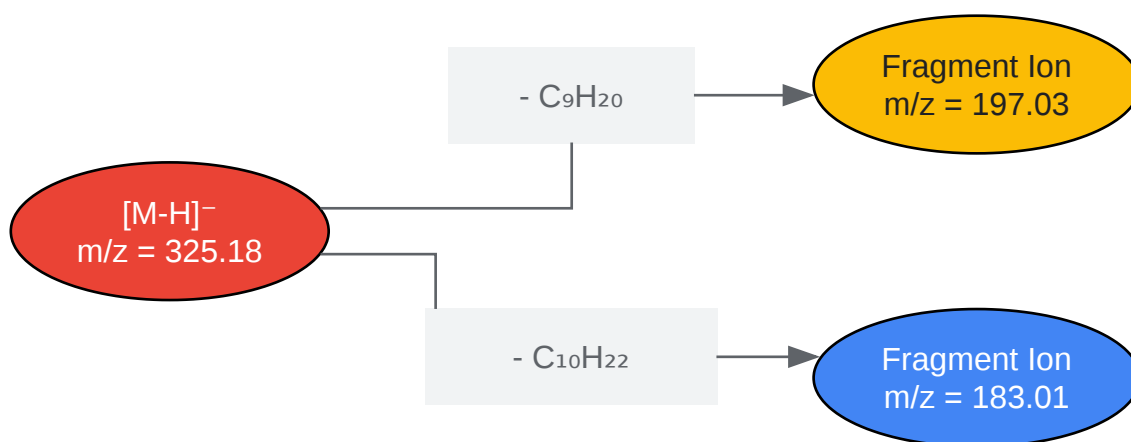 - C₉H₂₀
Fragment Ion
m/z = 197.03
[M-H]⁻
m/z = 325.18
- C₁₀H₂₂
Fragment Ion
m/z = 183.01